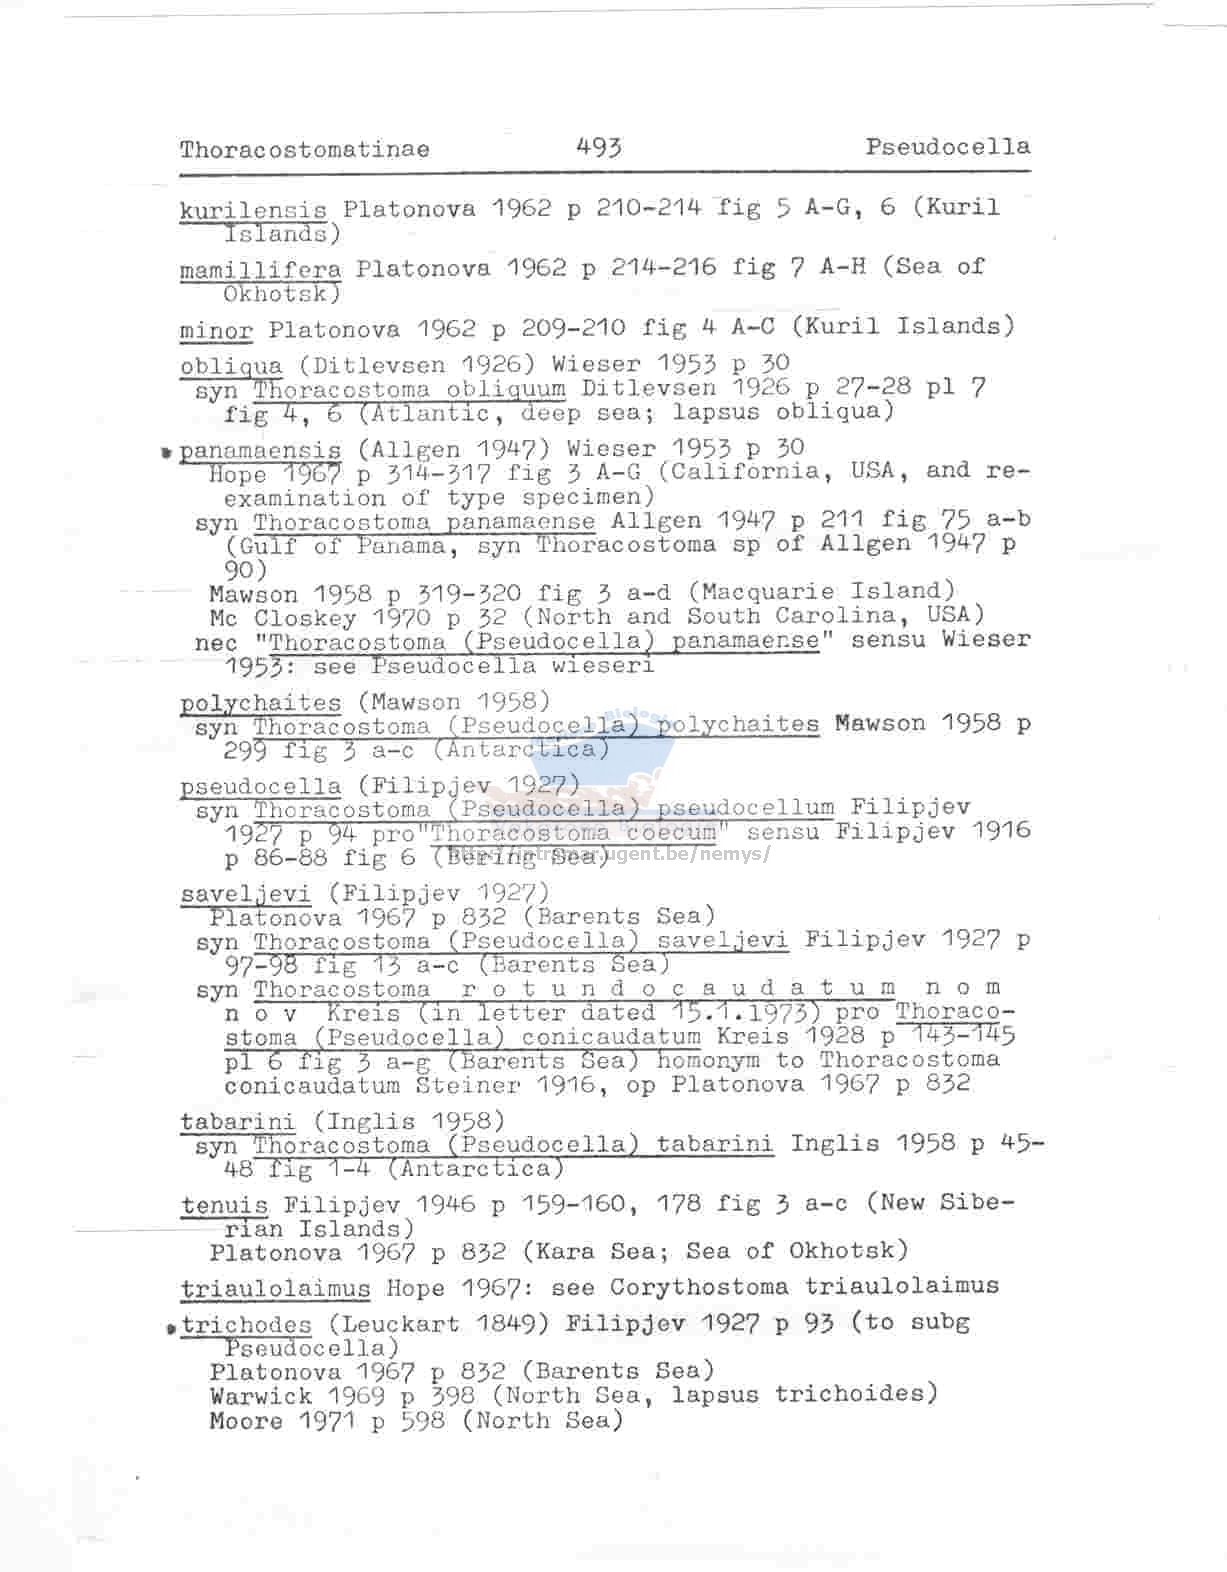 Thoracostomatinae 493 Pseudocella
kurilensis Platonova 1962 p 210-214 fig 5 A-G, 6 (Kuril
Islands)
mamillifera Platonova 1962 p 214-216 fig 7 A-H (Sea of
Okhotsk)
minor Platonova 1962 p 209-210 fig 4 A-C (Kuril Islands)
obliqua (Ditlevsen 1926) Wieser 1953 p 30
syn Thoracostoma obliquum Ditlevsen 1926 p 27-28 pl 7
fig 4, 6 (Atlantic, deep sea; lapsus obliqua)
panamaensis (Allgen 1947) Wieser 1953 p 30
Hope 1967 p 314-317 fig 3 A-G (California, USA, and re-
examination of type specimen)
syn Thoracostoma panamaense Allgen 1947 p 211 fig 75 a-b
(Gulf of Panama, syn Thoracostoma sp of Allgen 1947 p
90)
Mawson 1958 p 319-320 fig 3 a-d (Macquarie Island)
Mc Closkey 1970 p 32 (North and South Carolina, USA)
nec "Thoracostoma (Pseudocella) panamaense" sensu Wieser
1953: see Pseudocella wieseri
polychaites (Mawson 1958)
syn Thoracostoma (Pseudocella) polychaites Mawson 1958 p
299 fig 3 a-c (Antarctica)
pseudocella (Filipjev 1927)
syn Thoracostoma (Pseudocella) pseudocellum Filipjev
1927 p 94 pro"Thoracostoma coecum" sensu Filipjev 1916
p 86-88 fig 6 (Bering Sea)
saveljevi (Filipjev 1927)
Platonova 1967 p 832 (Barents Sea)
syn Thoracostoma (Pseudocella) saveljevi Filipjev 1927 p
97-98 fig 13 a-c (Barents Sea)
syn Thoracostoma r o t u n d o c a u d a t u m n o m
n o v Kreis (in letter dated 15.1.1973) pro Thoraco-
stoma (Pseudocella) conicaudatum Kreis 1928 p 143-145
pl 6 fig 3 a-g (Barents Sea) homonym to Thoracostoma
conicaudatum Steiner 1916, op Platonova 1967 p 832
tabarini (Inglis 1958)
syn Thoracostoma (Pseudocella) tabarini Inglis 1958 p 45-
48 fig 1-4 (Antarctica)
tenuis Filipjev 1946 p 159-160, 178 fig 3 a-c (New Sibe-
rian Islands)
Platonova 1967 p 832 (Kara Sea; Sea of Okhotsk)
triaulolaimus Hope 1967: see Corythostoma triaulolaimus
trichodes (Leuckart 1849) Filipjev 1927 p 93 (to subg
Pseudocella)
Platonova 1967 p 832 (Barents Sea)
Warwick 1969 p 398 (North Sea, lapsus trichoides)
Moore 1971 p 598 (North Sea)